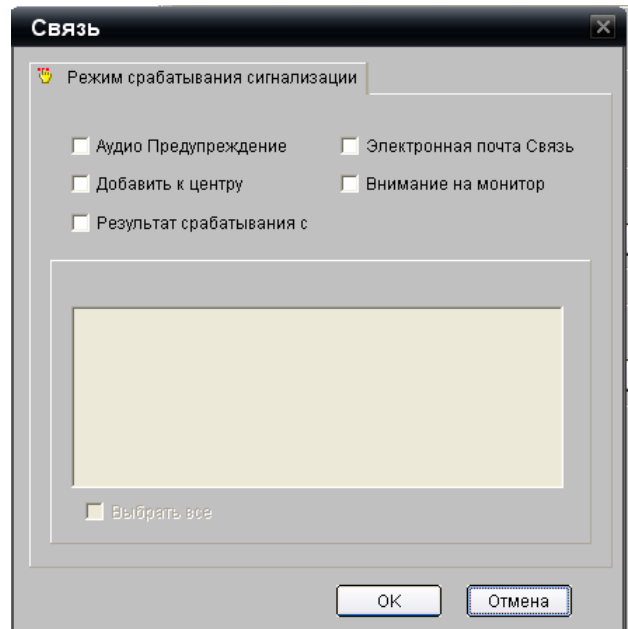 Связь
Режим срабатывания сигнализации
Аудио Предупреждение
Электронная почта Связь
Добавить к центру
Внимание на монитор
Результат срабатывания с
Выбрать все
OK
Отмена